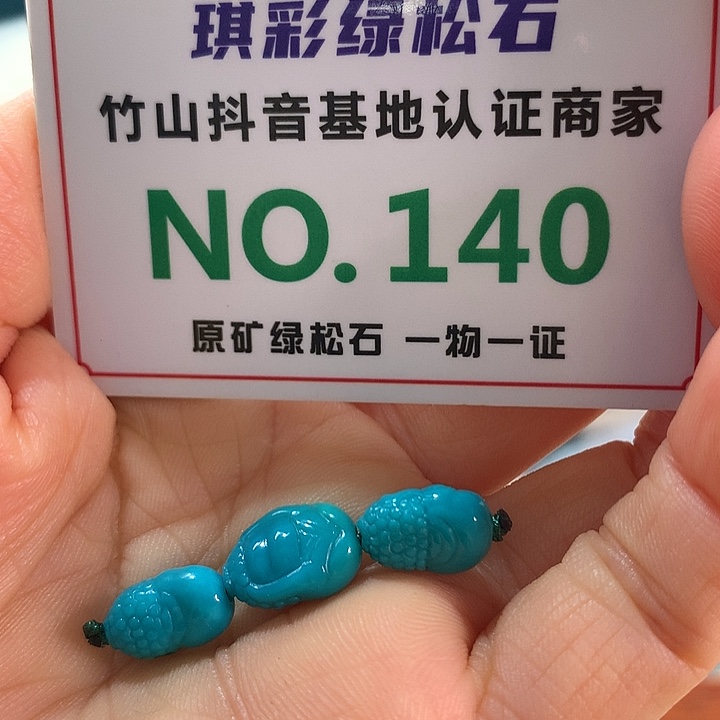 琪彩绿松石
竹山抖音基地认证商家
NO.140
原矿绿松石 一物一证